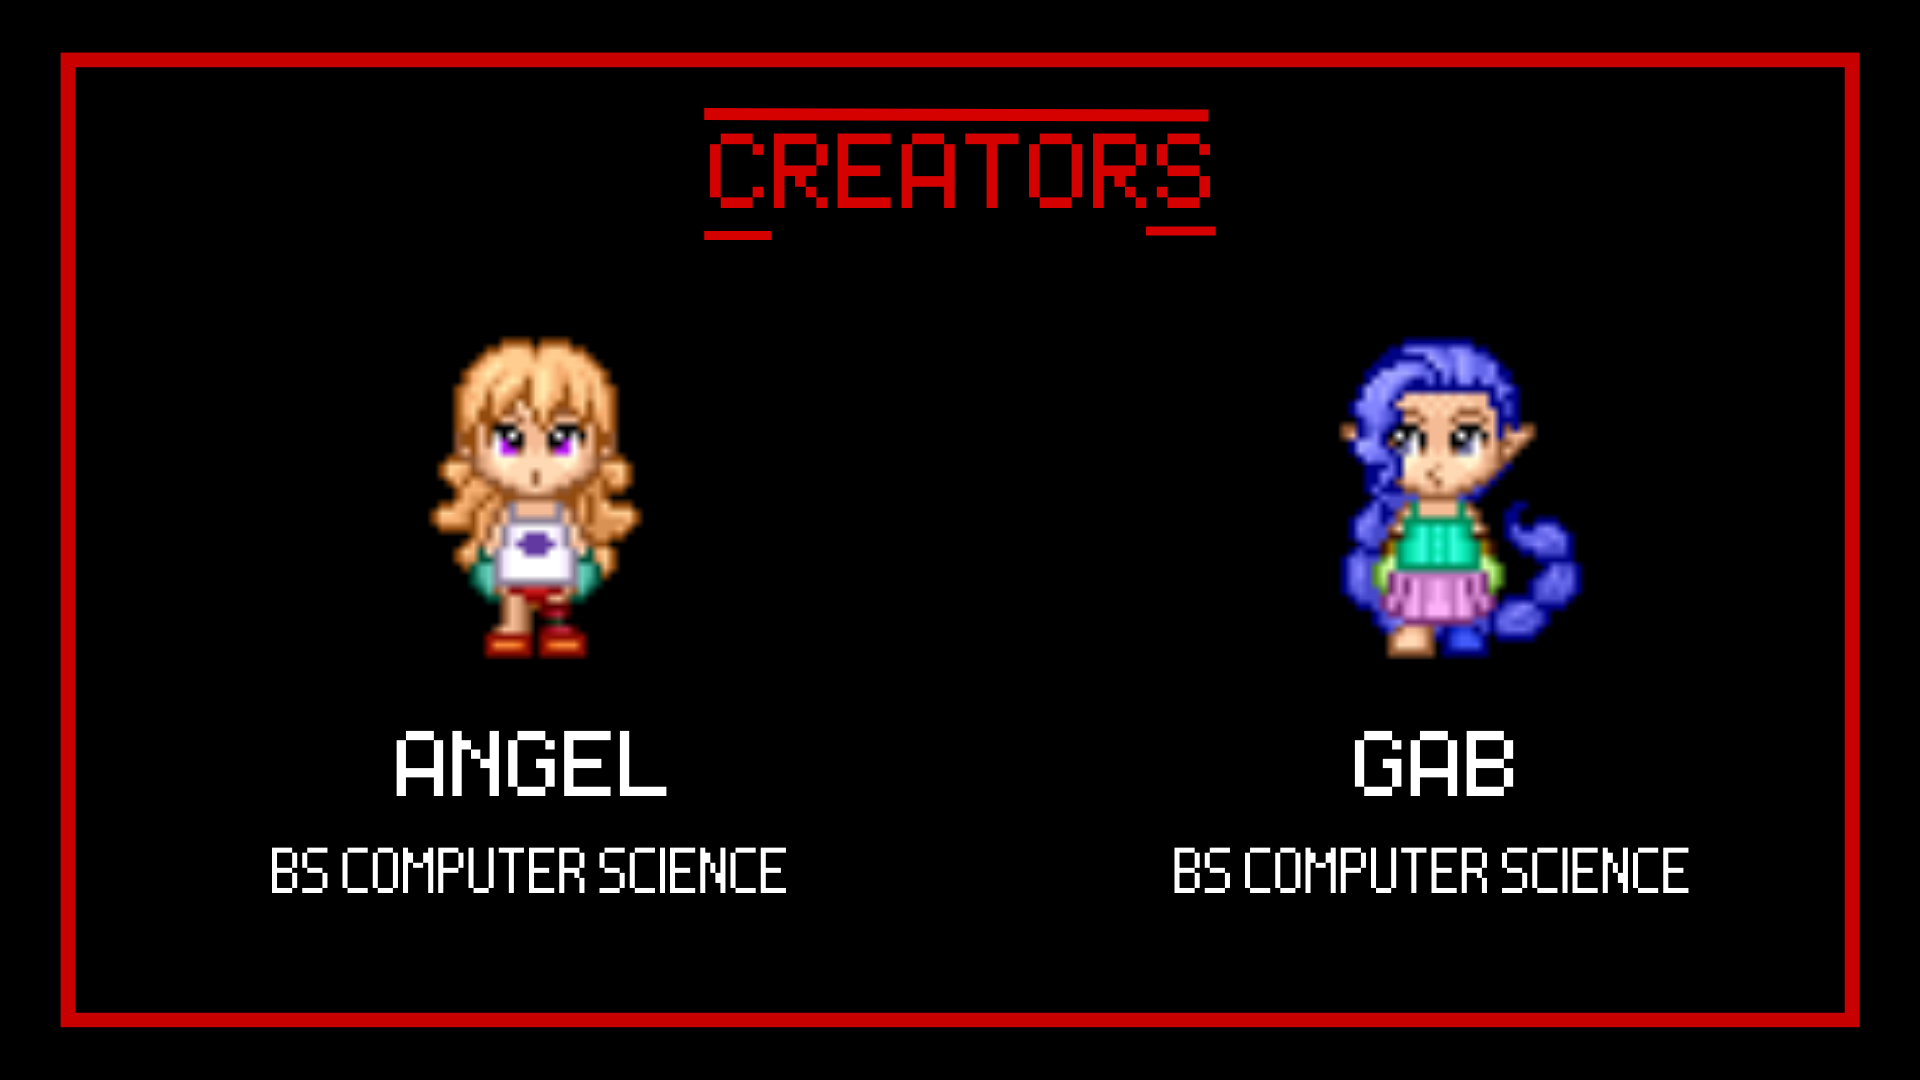 CREATORS
ANGEL
BS COMPUTER SCIENCE
GAB
BS COMPUTER SCIENCE